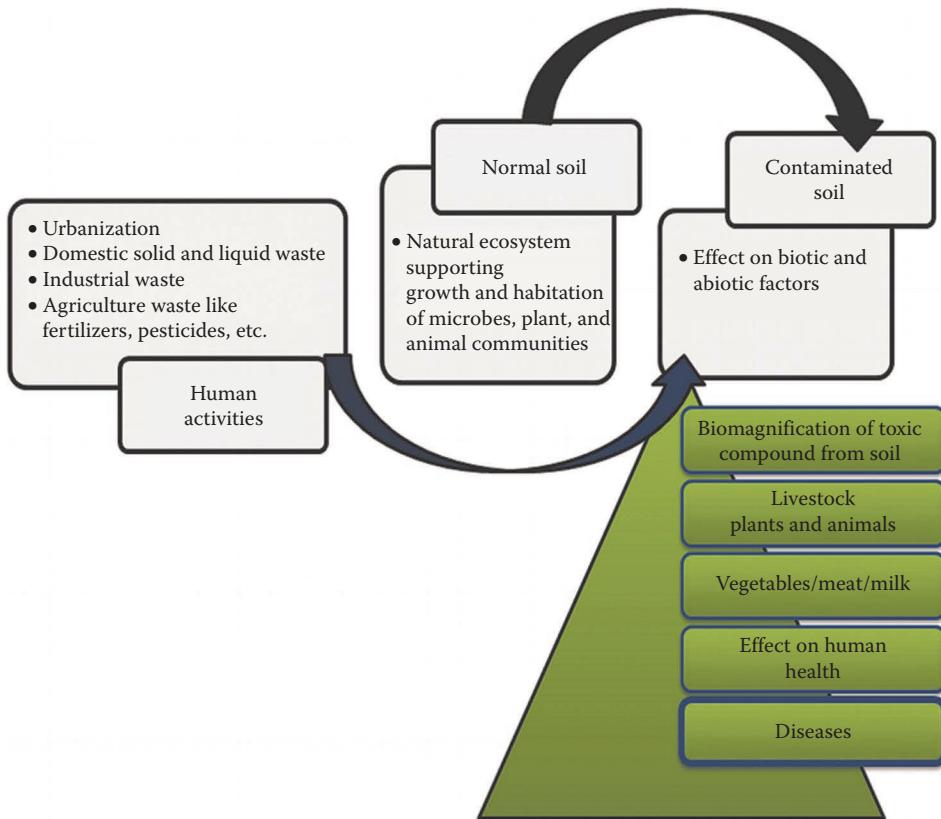 • Urbanization
• Domestic solid and liquid waste
• Industrial waste
• Agriculture waste like
fertilizers, pesticides, etc.
Human
activities
Normal soil
• Natural ecosystem
supporting
growth and habitation
of microbes, plant, and
animal communities
Contaminated
soil
• Effect on biotic and
abiotic factors
Biomagnification of toxic
compound from soil
Livestock
plants and animals
Vegetables/meat/milk
Effect on human
health
Diseases